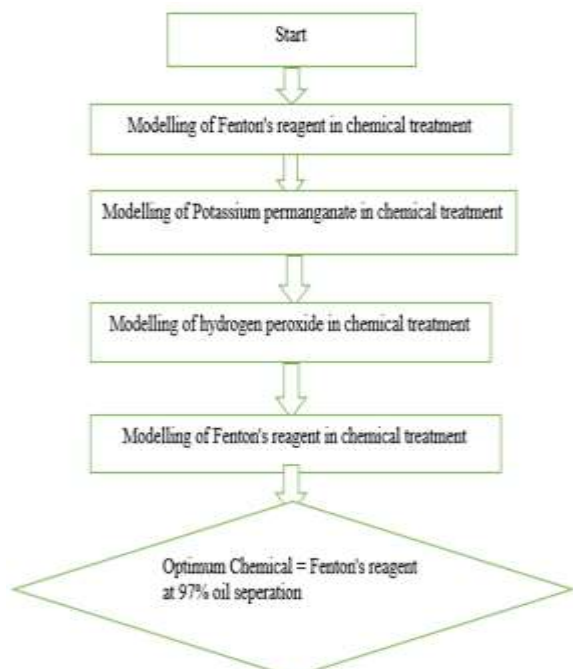 Start
Modelling of Fenton's reagent in chemical treatment
Modelling of Potassium permanganate in chemical treatment
Modelling of hydrogen peroxide in chemical treatment
Modelling of Fenton's reagent in chemical treatment
Optimum Chemical = Fenton's reagent
at 97% oil seperation